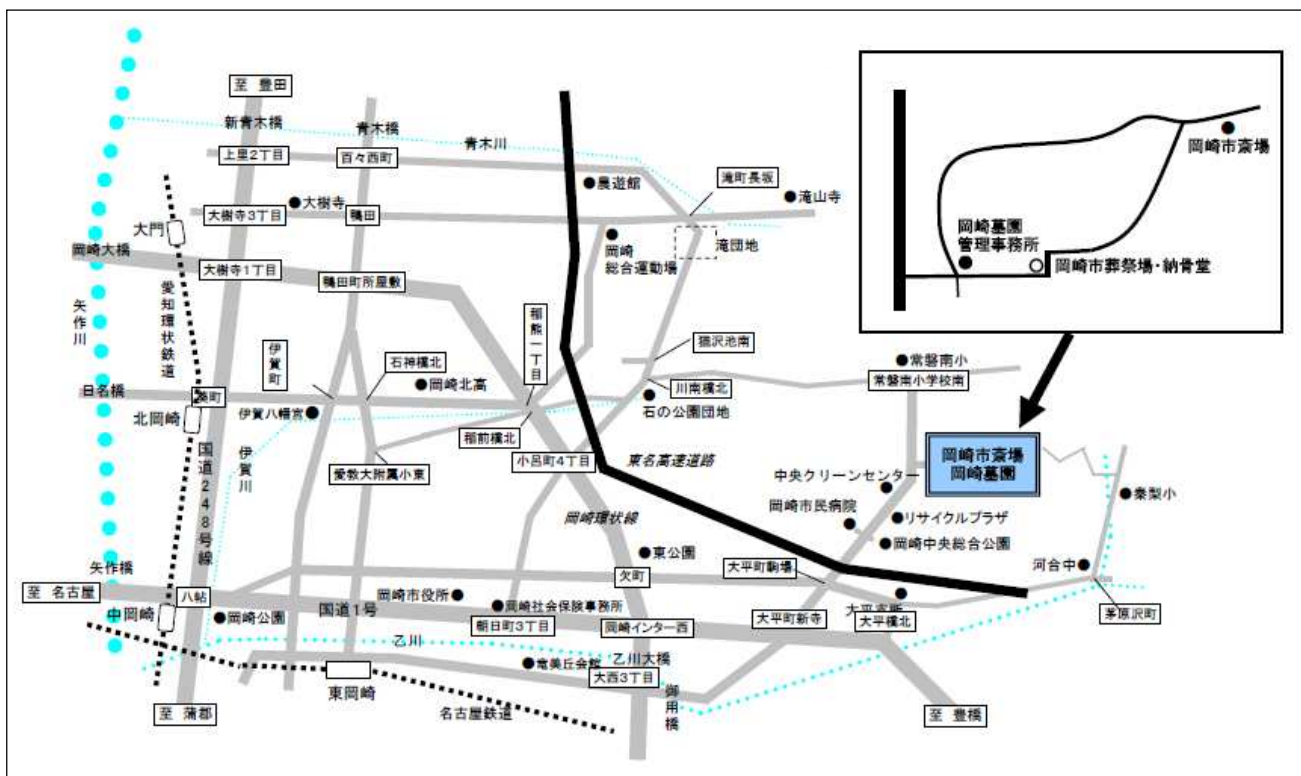 至 豊田
新青木橋
青木橋
青木川
上里2丁目
百々西町
●農遊館
滝町長坂
●滝山寺
●大樹寺
大樹寺3丁目
鴨田
大門
岡崎大橋
岡崎
総合運動場
滝団地
大樹寺1丁目
鴨田町所屋敷
愛知環状鉄道
矢作川
稲熊一丁目
猫沢池南
伊賀町
石神橋北
●岡崎北高
●常磐南小
常磐南小学校南
川南橋北
日名橋
葵町
伊賀八幡宮●
石の公園団地
北岡崎
稲前橋北
伊賀川
国道248号線
愛教大附属小東
小呂町4丁目
東名高速道路
岡崎市斎場
岡崎墓園
中央クリーンセンター
●秦梨小
岡崎市民病院
●リサイクルプラザ
岡崎環状線
●岡崎中央総合公園
●東公園
大平町駒場
河合中●
矢作橋
欠町
至 名古屋
八帖
岡崎市役所●
●岡崎社会保険事務所
中岡崎
●岡崎公園
国道1号
朝日町3丁目
岡崎インター西
大平町新寺
大平支所
大平橋北
茅原沢町
乙川
乙川大橋
●竜美丘会館
大西3丁目
東岡崎
御用橋
至 蒲郡
名古屋鉄道
至 豊橋
岡崎市斎場
岡崎墓園
管理事務所
岡崎市葬祭場・納骨堂